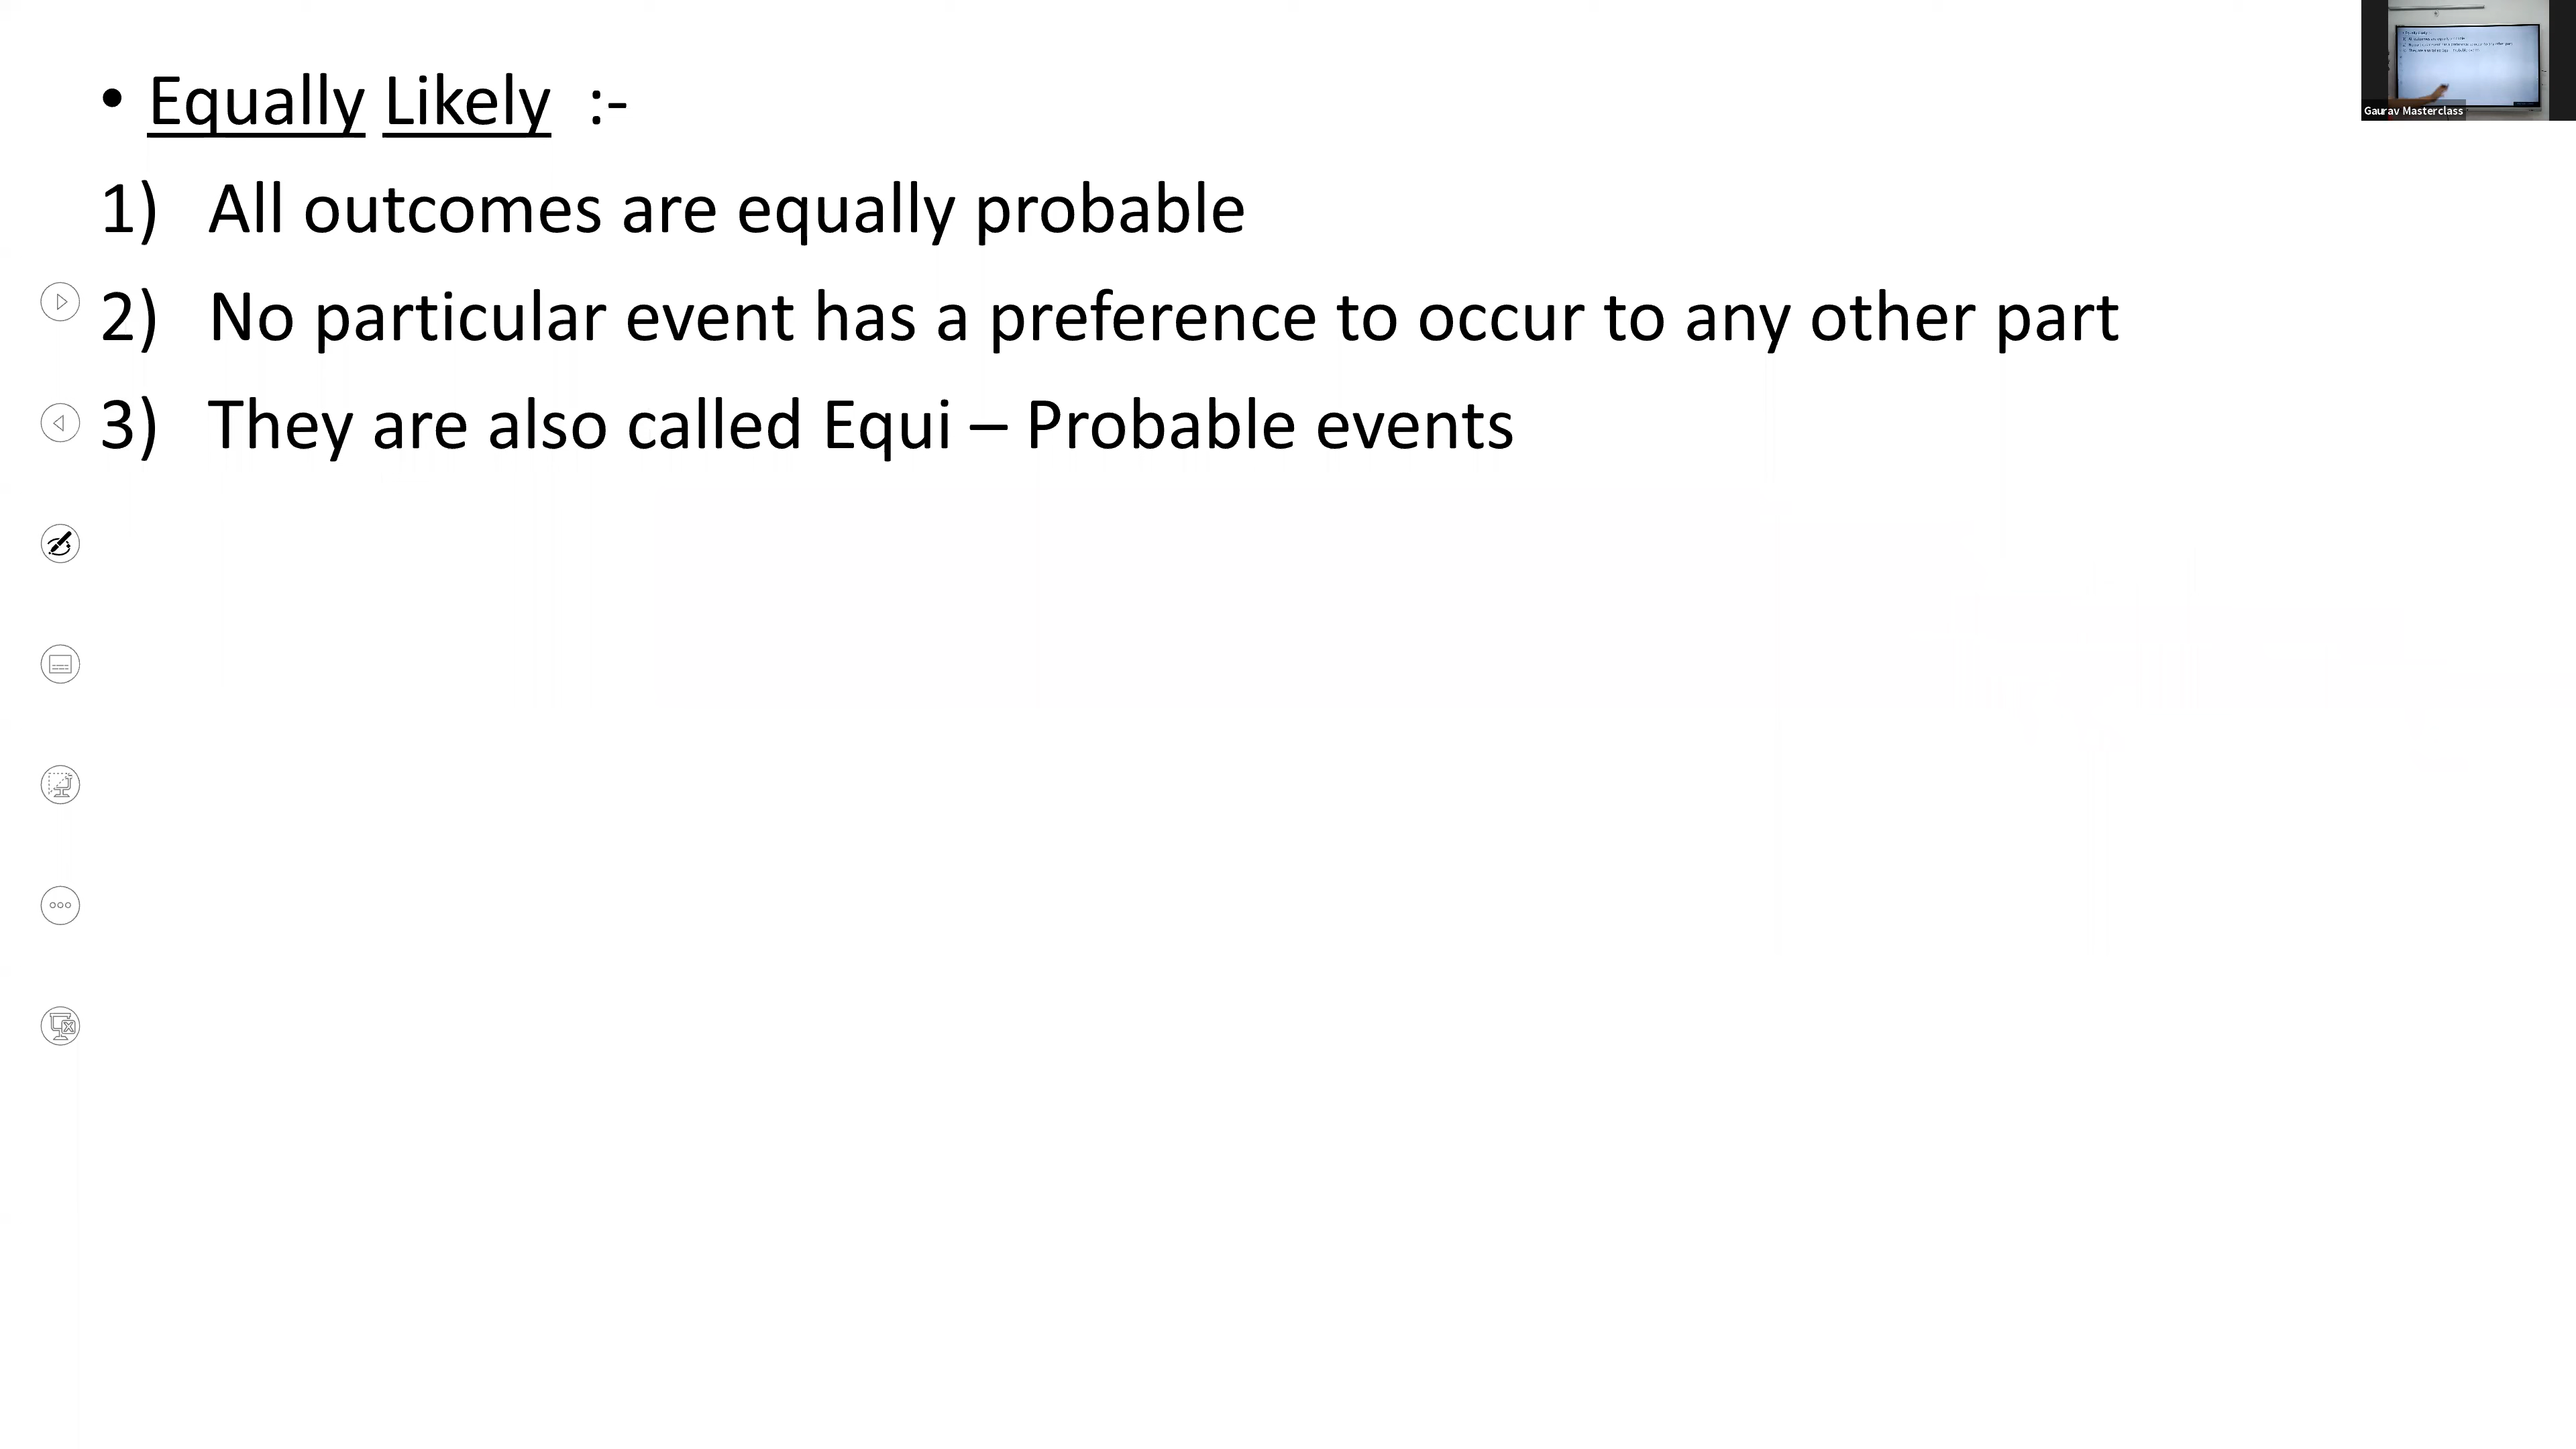 • Equally Likely :-
1) All outcomes are equally probable
2) No particular event has a preference to occur to any other part
3) They are also called Equi – Probable events
Gaurav Masterclass